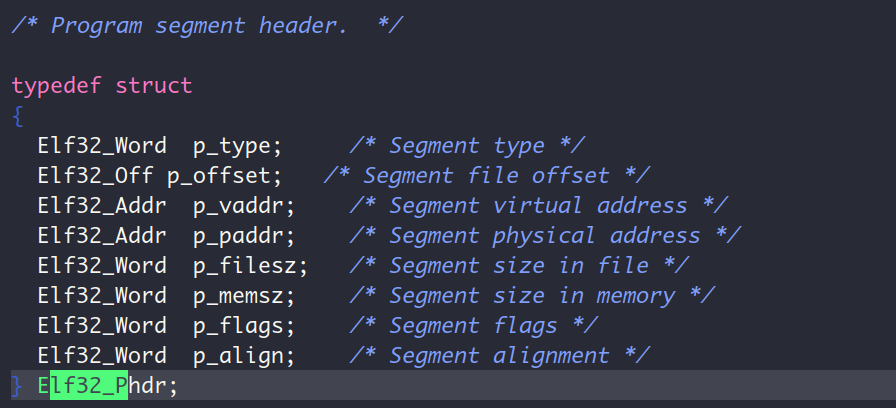 /* Program segment header.  */
typedef struct
{
  Elf32_Word  p_type;     /* Segment type */
  Elf32_Off p_offset;   /* Segment file offset */
  Elf32_Addr  p_vaddr;    /* Segment virtual address */
  Elf32_Addr  p_paddr;    /* Segment physical address */
  Elf32_Word  p_filesz;   /* Segment size in file */
  Elf32_Word  p_memsz;    /* Segment size in memory */
  Elf32_Word  p_flags;    /* Segment flags */
  Elf32_Word  p_align;    /* Segment alignment */
} Elf32_Phdr;